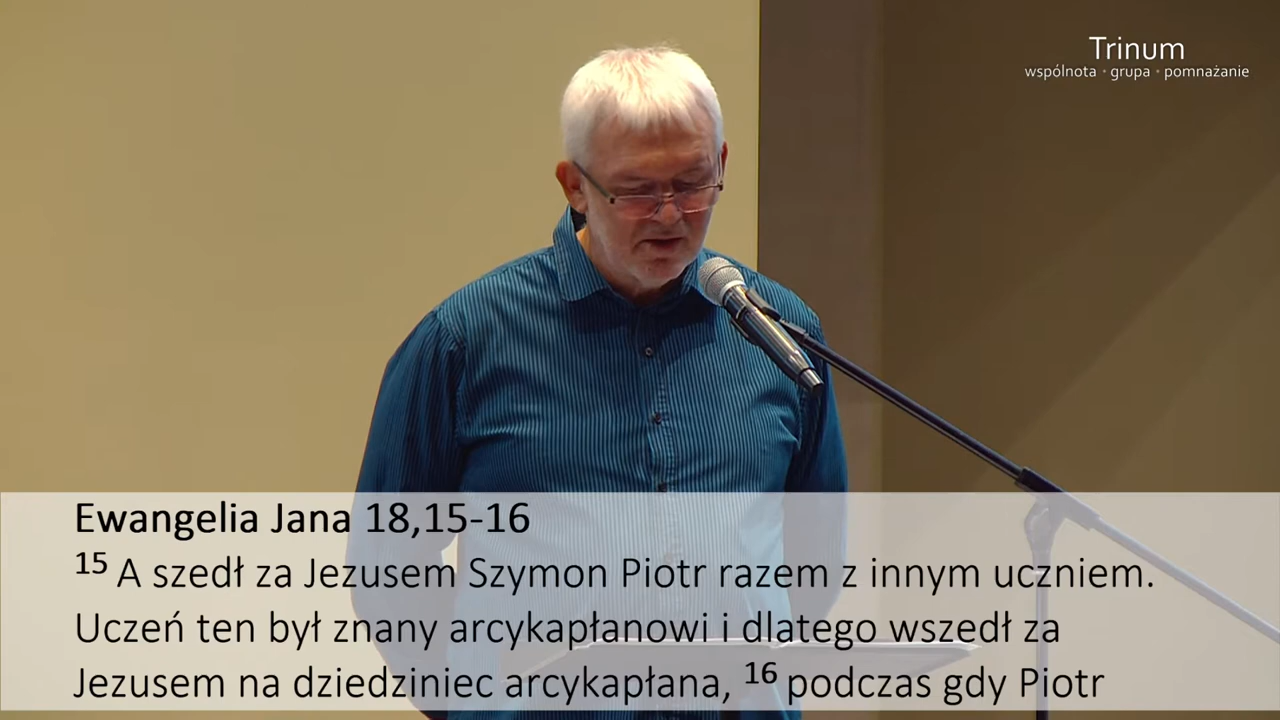 Trinum
wspólnota · grupa · pomnażanie
Ewangelia Jana 18,15-16
15 A szedł za Jezusem Szymon Piotr razem z innym uczniem.
Uczeń ten był znany arcykapłanowi i dlatego wszedł za
Jezusem na dziedziniec arcykapłana, 16 podczas gdy Piotr